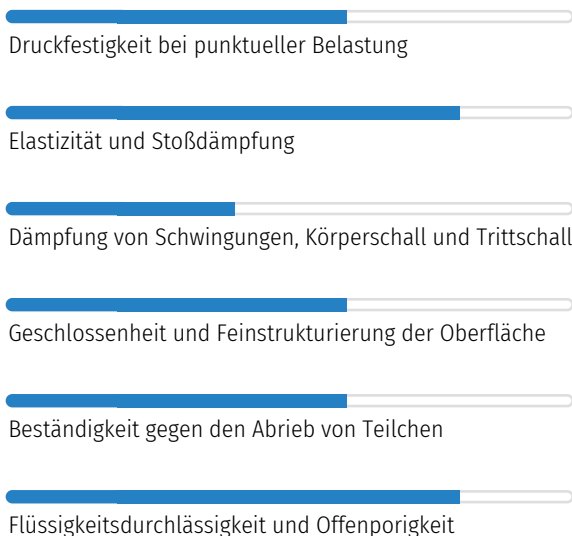 Druckfestigkeit bei punktueller Belastung
Elastizität und Stoßdämpfung
Dämpfung von Schwingungen, Körperschall und Trittschall
Geschlossenheit und Feinstrukturierung der Oberfläche
Beständigkeit gegen den Abrieb von Teilchen
Flüssigkeitsdurchlässigkeit und Offenporigkeit